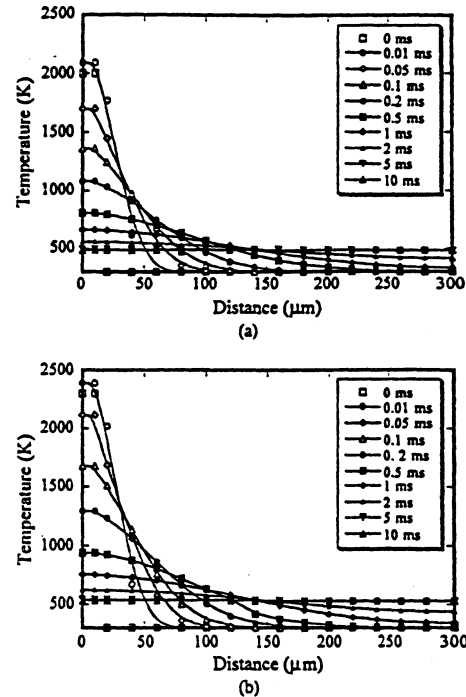 2500
2000
1500
1000
500
Temperature (K)
0 ms
0.01 ms
0.05 ms
0.1 ms
0.2 ms
0.5 ms
1 ms
2 ms
5 ms
10 ms
0 50 100 150 200 250 300
Distance (μm)
(a)
2500
2000
1500
1000
500
Temperature (K)
0 ms
0.01 ms
0.05 ms
0.1 ms
0. 2 ms
0.5 ms
1 ms
2 ms
5 ms
10 ms
0 50 100 150 200 250 300
Distance (μm)
(b)